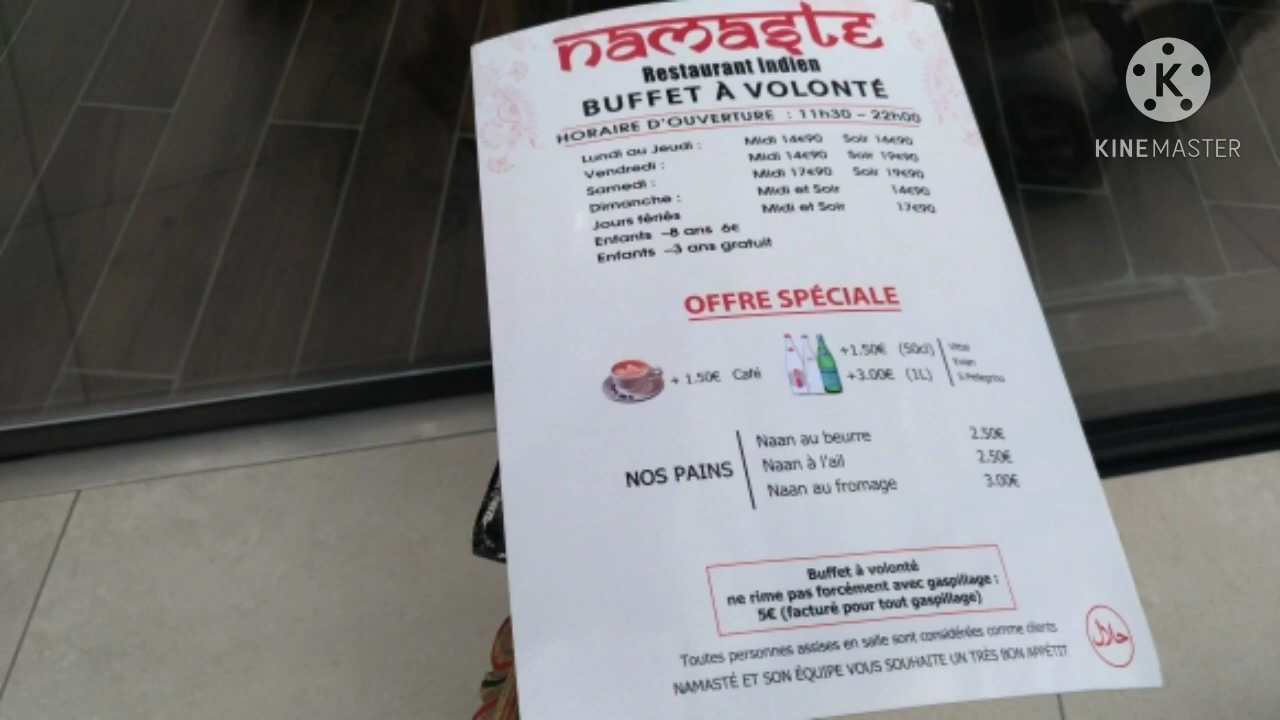 namaste
Restaurant Indien
BUFFET À VOLONTÉ
HORAIRE D'OUVERTURE : 11h30 – 22h00
Lundi au Jeudi : Midi 14€90 Soir 16€90
Vendredi : Midi 14€90 Soir 19€90
Samedi : Midi 17€90 Soir 19€90
Dimanche : Midi et Soir 14€90
Jours fériés Midi et Soir 17€90
Enfants –8 ans 6€
Enfants –3 ans gratuit
OFFRE SPÉCIALE
+ 1.50€ Café
+1.50€ (50cl)
+3.00€ (1L)
Vittel
Evian
S.Pellegrino
NOS PAINS
Naan au beurre 2.50€
Naan à l'ail 2.50€
Naan au fromage 3.00€
Buffet à volonté
ne rime pas forcément avec gaspillage :
5€ (facturé pour tout gaspillage)
Toutes personnes assises en salle sont considérées comme clients
NAMASTÉ ET SON ÉQUIPE VOUS SOUHAITE UN TRÈS BON APPÉTIT
حلال
K
KINEMASTER